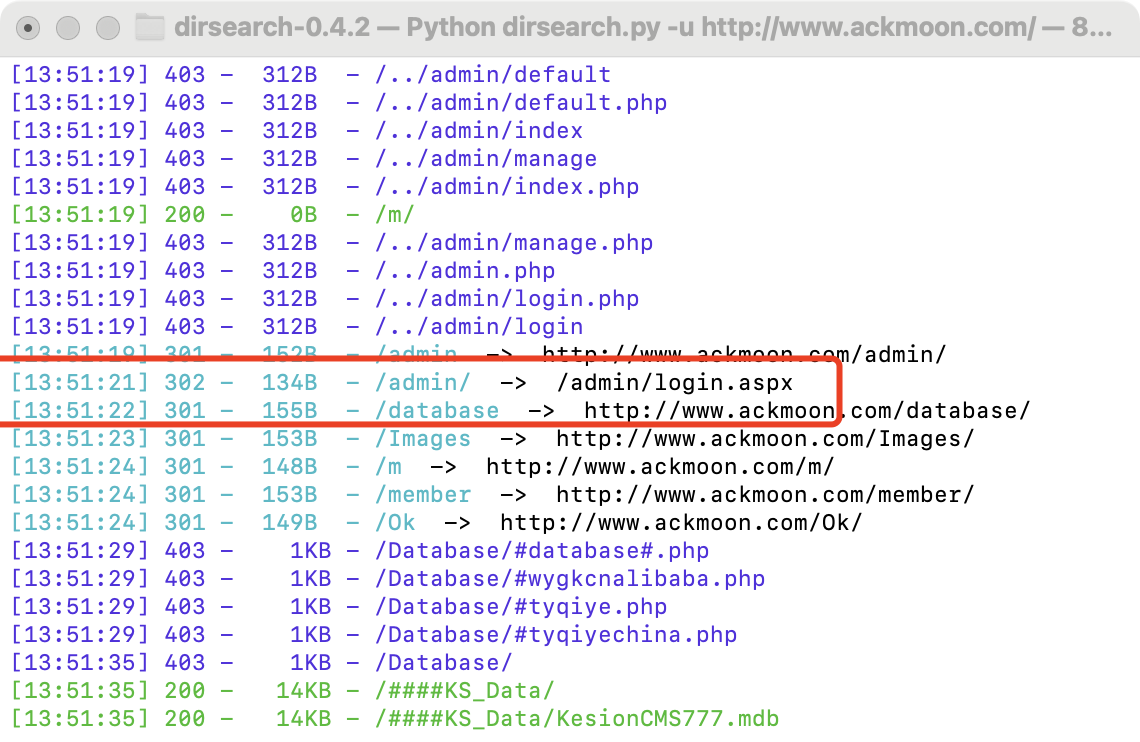 dirsearch-0.4.2 — Python dirsearch.py -u http://www.ackmoon.com/ — 8...
[13:51:19] 403 -  312B  - /../admin/default
[13:51:19] 403 -  312B  - /../admin/default.php
[13:51:19] 403 -  312B  - /../admin/index
[13:51:19] 403 -  312B  - /../admin/manage
[13:51:19] 403 -  312B  - /../admin/index.php
[13:51:19] 200 -    0B  - /m/
[13:51:19] 403 -  312B  - /../admin/manage.php
[13:51:19] 403 -  312B  - /../admin.php
[13:51:19] 403 -  312B  - /../admin/login.php
[13:51:19] 403 -  312B  - /../admin/login
[13:51:19] 301 -  152B  - /admin  ->  http://www.ackmoon.com/admin/
[13:51:21] 302 -  134B  - /admin/  ->  /admin/login.aspx
[13:51:22] 301 -  155B  - /database  ->  http://www.ackmoon.com/database/
[13:51:23] 301 -  153B  - /Images  ->  http://www.ackmoon.com/Images/
[13:51:24] 301 -  148B  - /m  ->  http://www.ackmoon.com/m/
[13:51:24] 301 -  153B  - /member  ->  http://www.ackmoon.com/member/
[13:51:24] 301 -  149B  - /Ok  ->  http://www.ackmoon.com/Ok/
[13:51:29] 403 -    1KB - /Database/#database#.php
[13:51:29] 403 -    1KB - /Database/#wygkcnalibaba.php
[13:51:29] 403 -    1KB - /Database/#tyqiye.php
[13:51:29] 403 -    1KB - /Database/#tyqiyechina.php
[13:51:35] 403 -    1KB - /Database/
[13:51:35] 200 -   14KB - /####KS_Data/
[13:51:35] 200 -   14KB - /####KS_Data/KesionCMS777.mdb